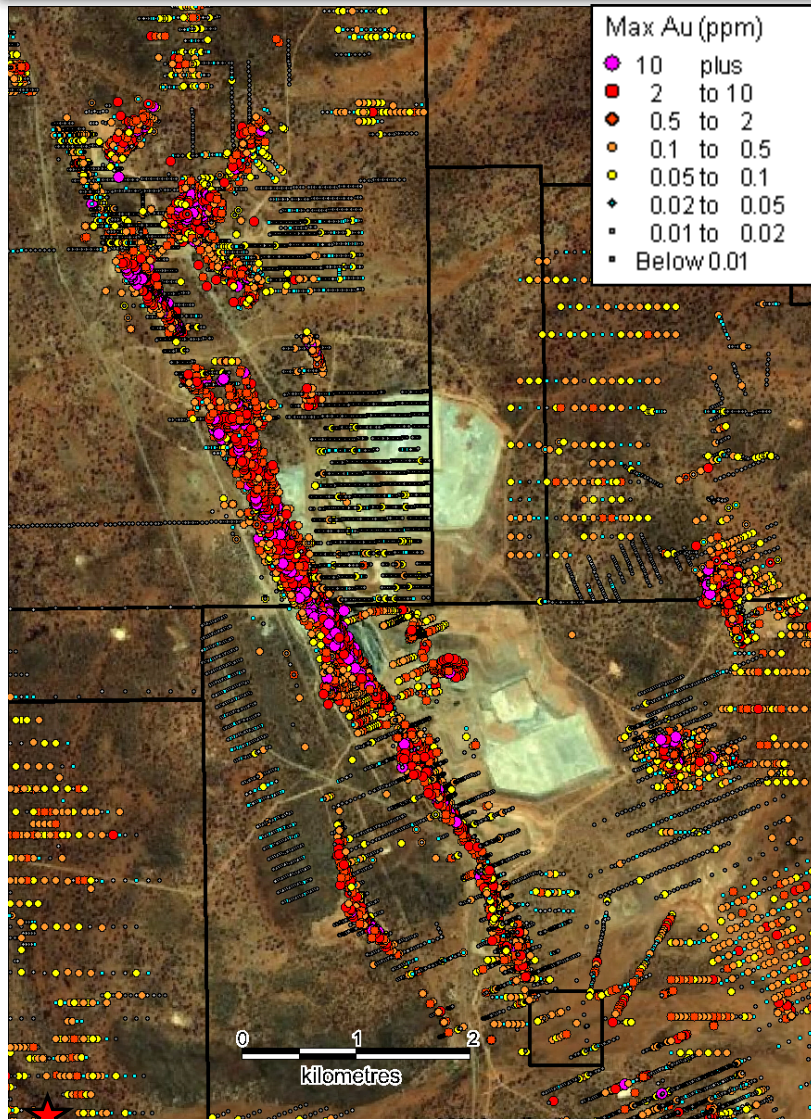 Max Au (ppm)
10 plus
2 to 10
0.5 to 2
0.1 to 0.5
0.05 to 0.1
0.02 to 0.05
0.01 to 0.02
Below 0.01
0 1 2
kilometres